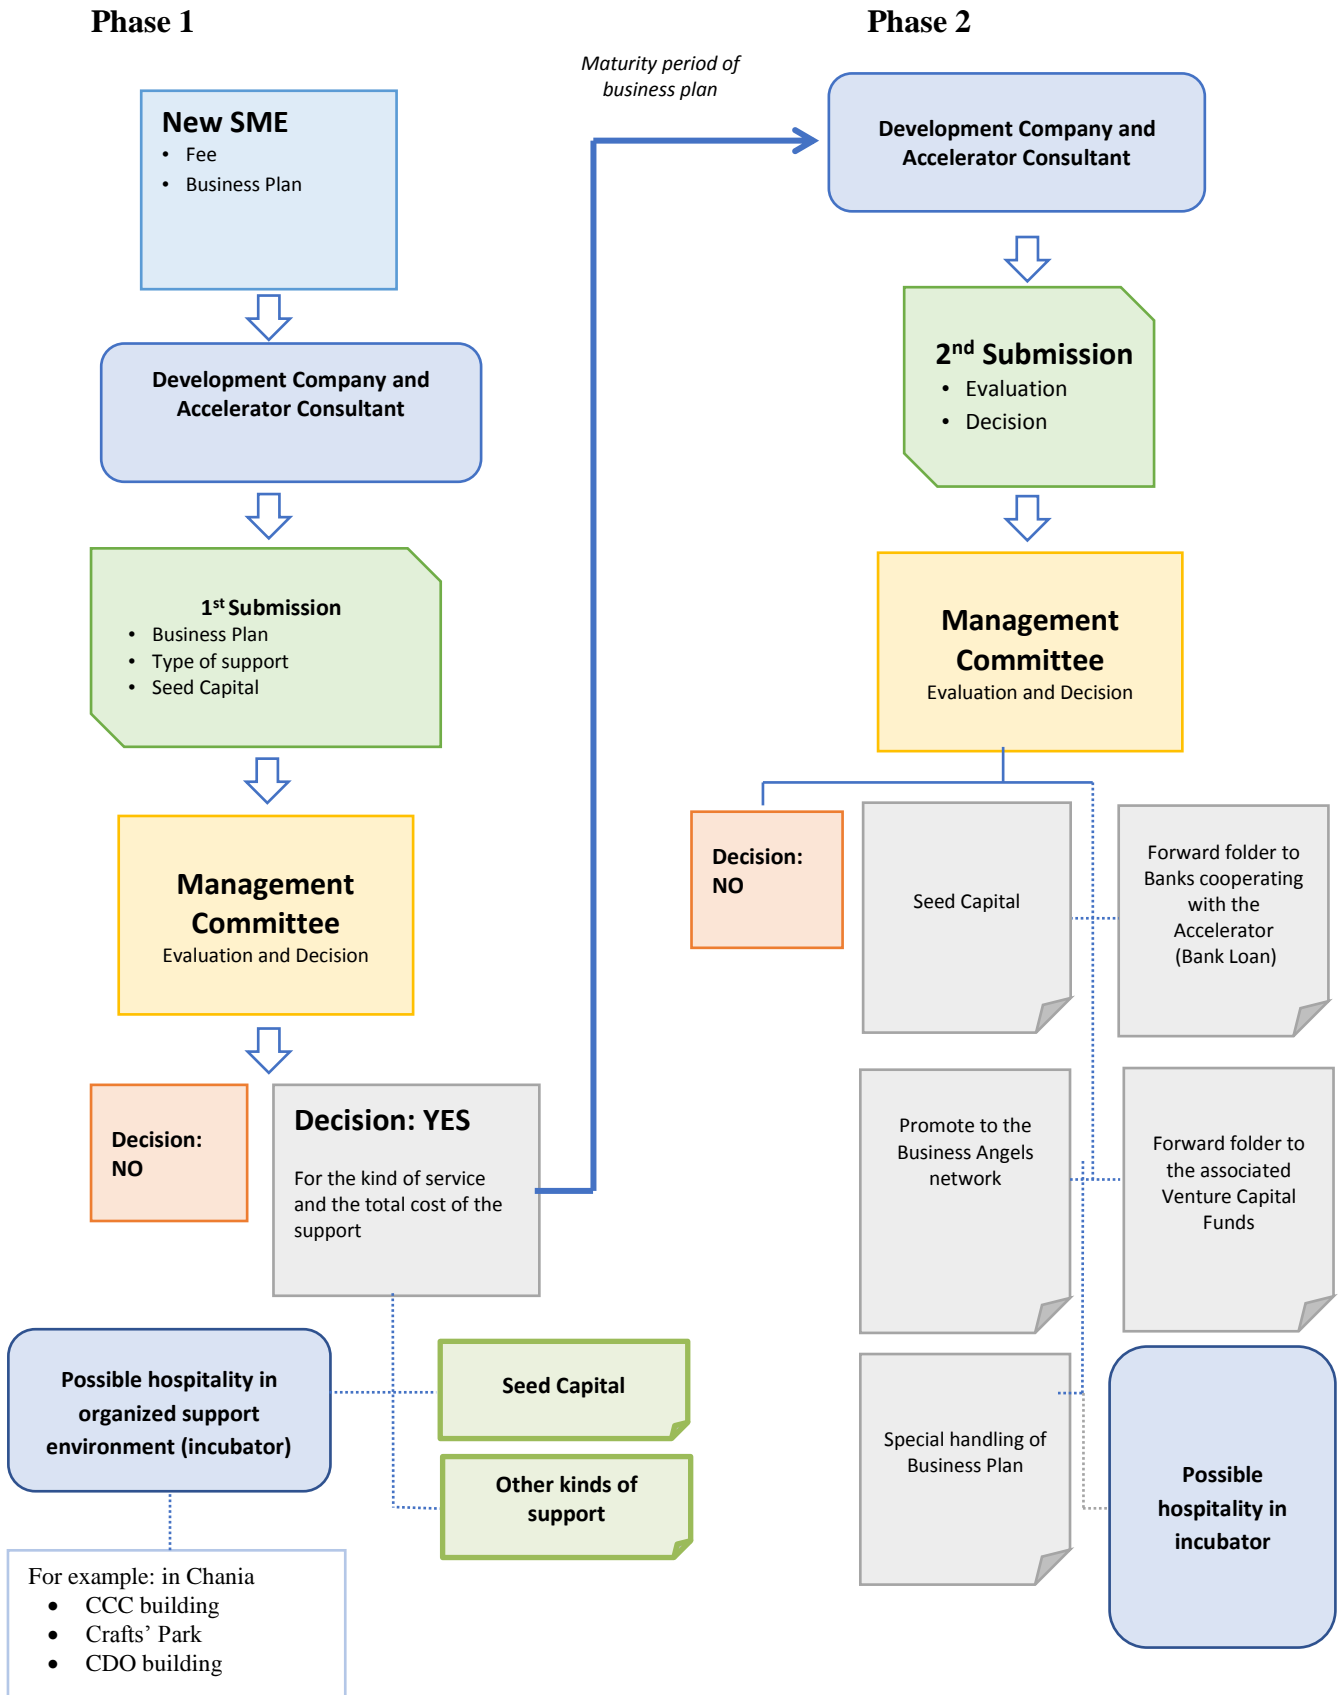 Phase 1
New SME
• Fee
• Business Plan
Development Company and
Accelerator Consultant
1st Submission
• Business Plan
• Type of support
• Seed Capital
Management
Committee
Evaluation and Decision
Decision:
NO
Decision: YES
For the kind of service
and the total cost of the
support
Possible hospitality in
organized support
environment (incubator)
Seed Capital
Other kinds of
support
For example: in Chania
• CCC building
• Crafts’ Park
• CDO building
Maturity period of
business plan
Phase 2
Development Company and
Accelerator Consultant
2nd Submission
• Evaluation
• Decision
Management
Committee
Evaluation and Decision
Decision:
NO
Seed Capital
Forward folder to
Banks cooperating
with the
Accelerator
(Bank Loan)
Promote to the
Business Angels
network
Forward folder to
the associated
Venture Capital
Funds
Special handling of
Business Plan
Possible
hospitality in
incubator